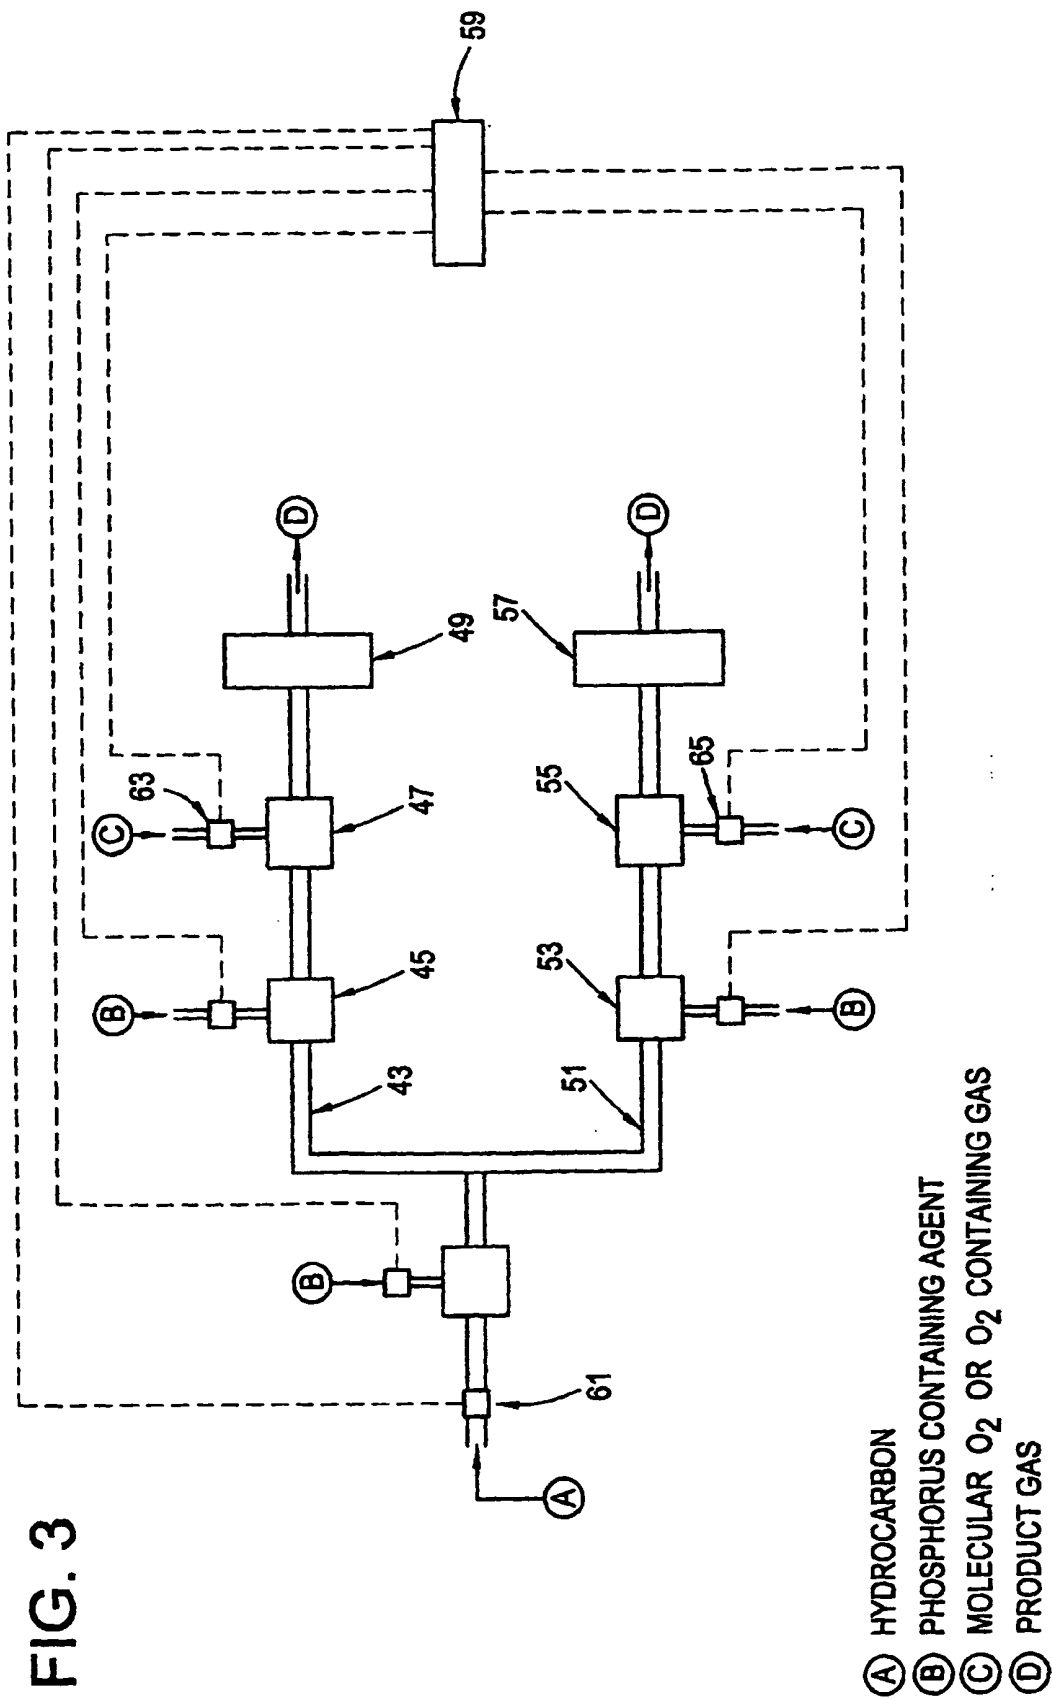 FIG. 3
59
63
C
B
47
45
49
D
43
B
61
A
57
D
55
65
C
53
B
51
A HYDROCARBON
B PHOSPHORUS CONTAINING AGENT
C MOLECULAR O2 OR O2 CONTAINING GAS
D PRODUCT GAS